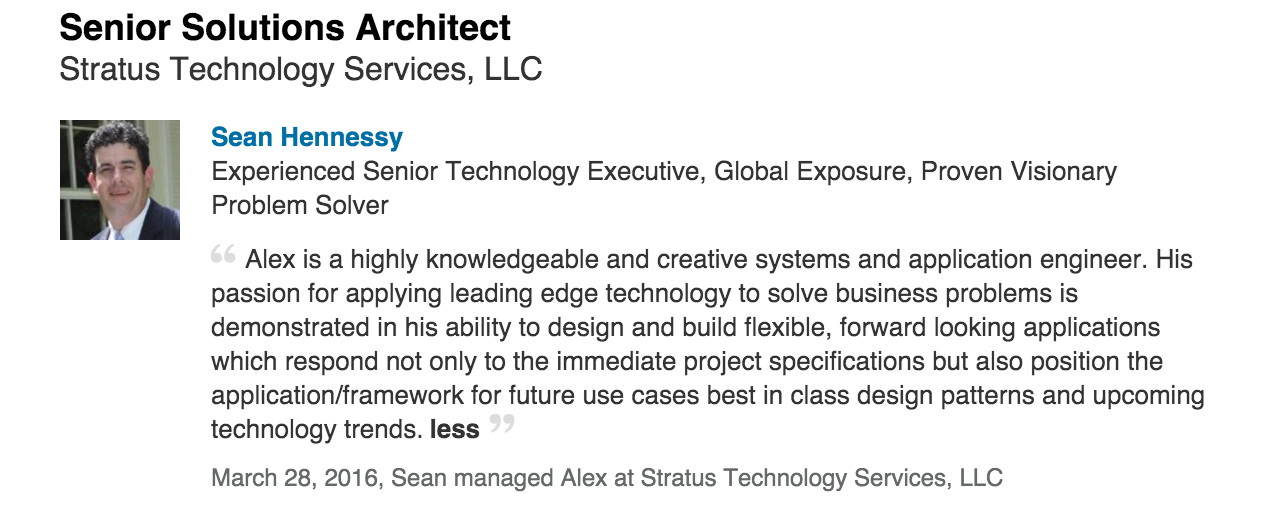 Senior Solutions Architect
Stratus Technology Services, LLC
Sean Hennessy
Experienced Senior Technology Executive, Global Exposure, Proven Visionary
Problem Solver
“ Alex is a highly knowledgeable and creative systems and application engineer. His
passion for applying leading edge technology to solve business problems is
demonstrated in his ability to design and build flexible, forward looking applications
which respond not only to the immediate project specifications but also position the
application/framework for future use cases best in class design patterns and upcoming
technology trends. less ”
March 28, 2016, Sean managed Alex at Stratus Technology Services, LLC